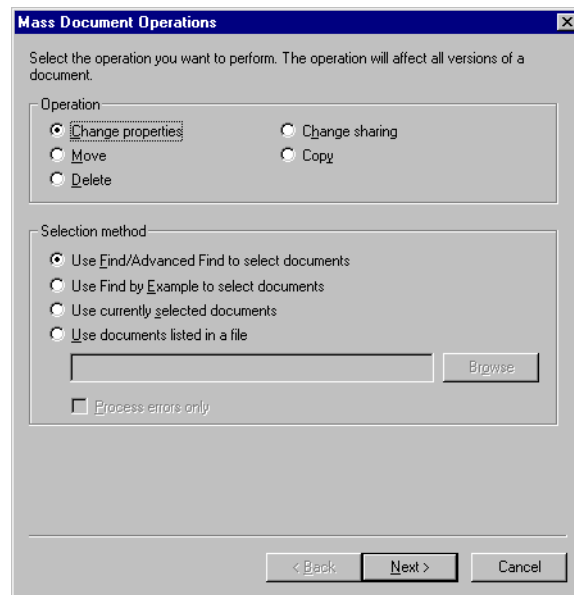 Mass Document Operations
Select the operation you want to perform. The operation will affect all versions of a
document.
Operation
Change properties
Change sharing
Move
Copy
Delete
Selection method
Use Find/Advanced Find to select documents
Use Find by Example to select documents
Use currently selected documents
Use documents listed in a file
Browse
Process errors only
< Back
Next >
Cancel